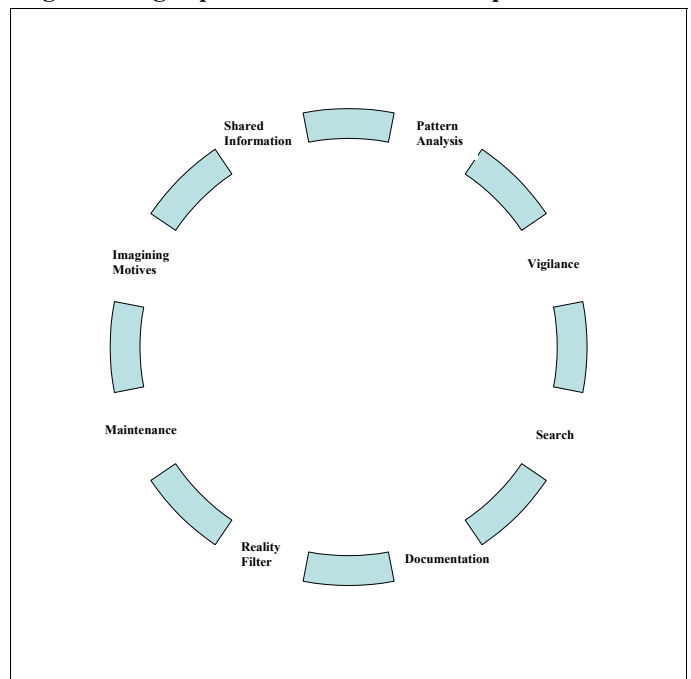 Shared
Information
Pattern
Analysis
Imagining
Motives
Vigilance
Maintenance
Search
Reality
Filter
Documentation